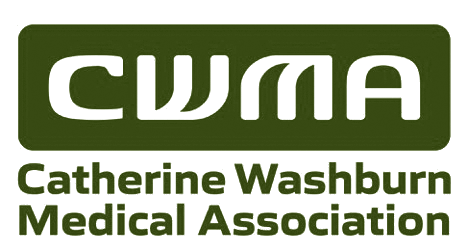 CWMA
Catherine Washburn
Medical Association